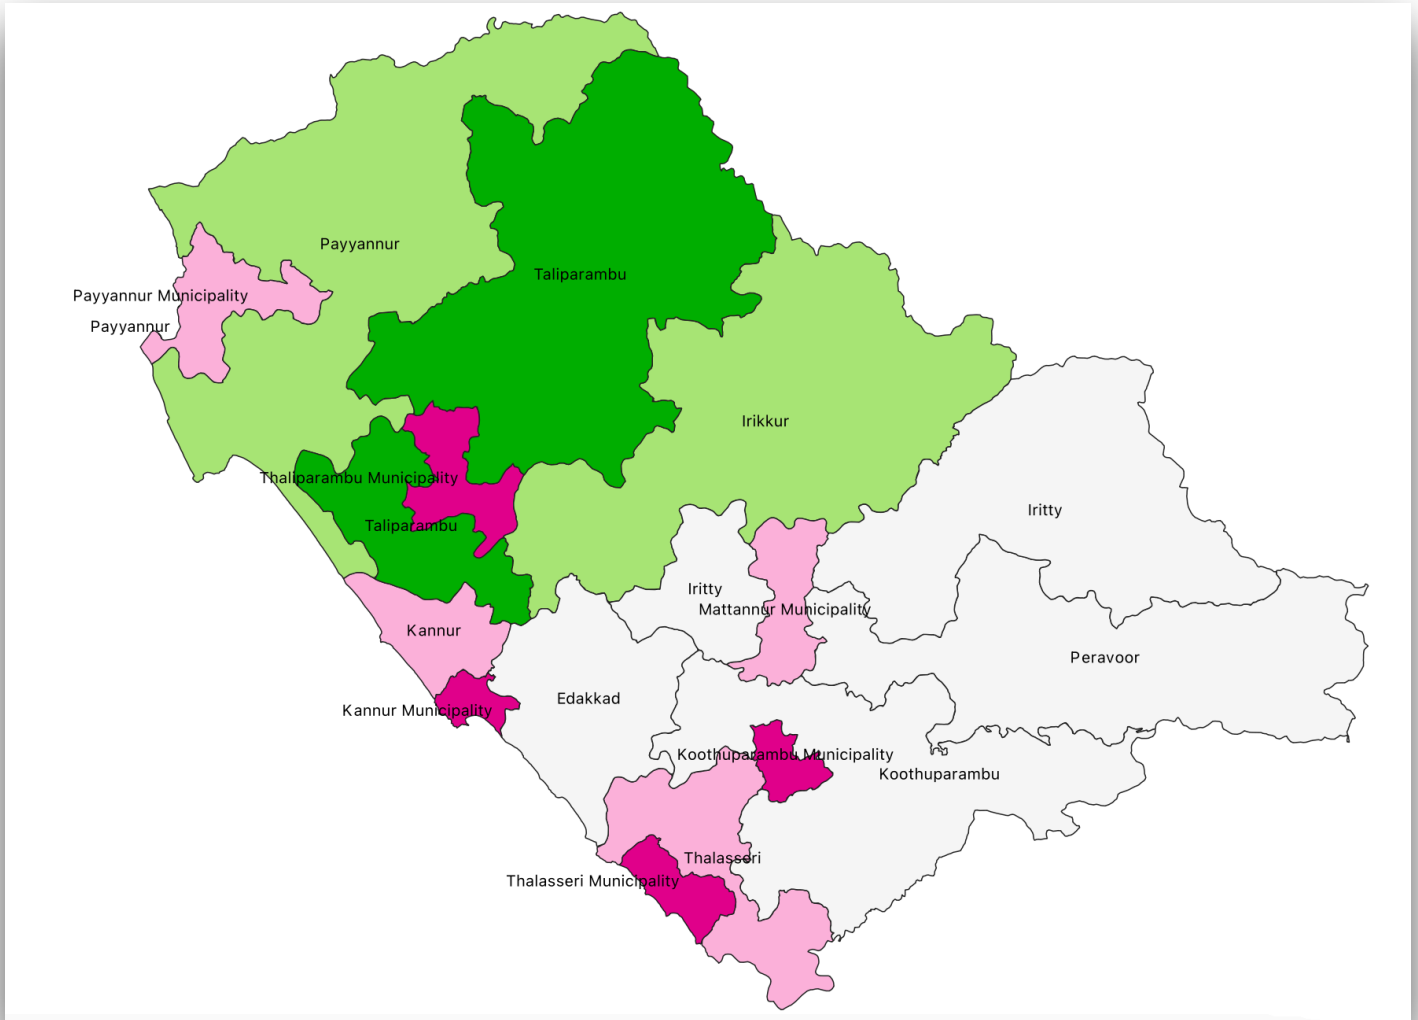 Payyannur
Taliparambu
Payyannur Municipality
Payyannur
Irikkur
Thaliparambu Municipality
Iritty
Taliparambu
Iritty
Mattannur Municipality
Kannur
Peravoor
Edakkad
Kannur Municipality
Koothuparambu Municipality
Koothuparambu
Thalasseri
Thalasseri Municipality